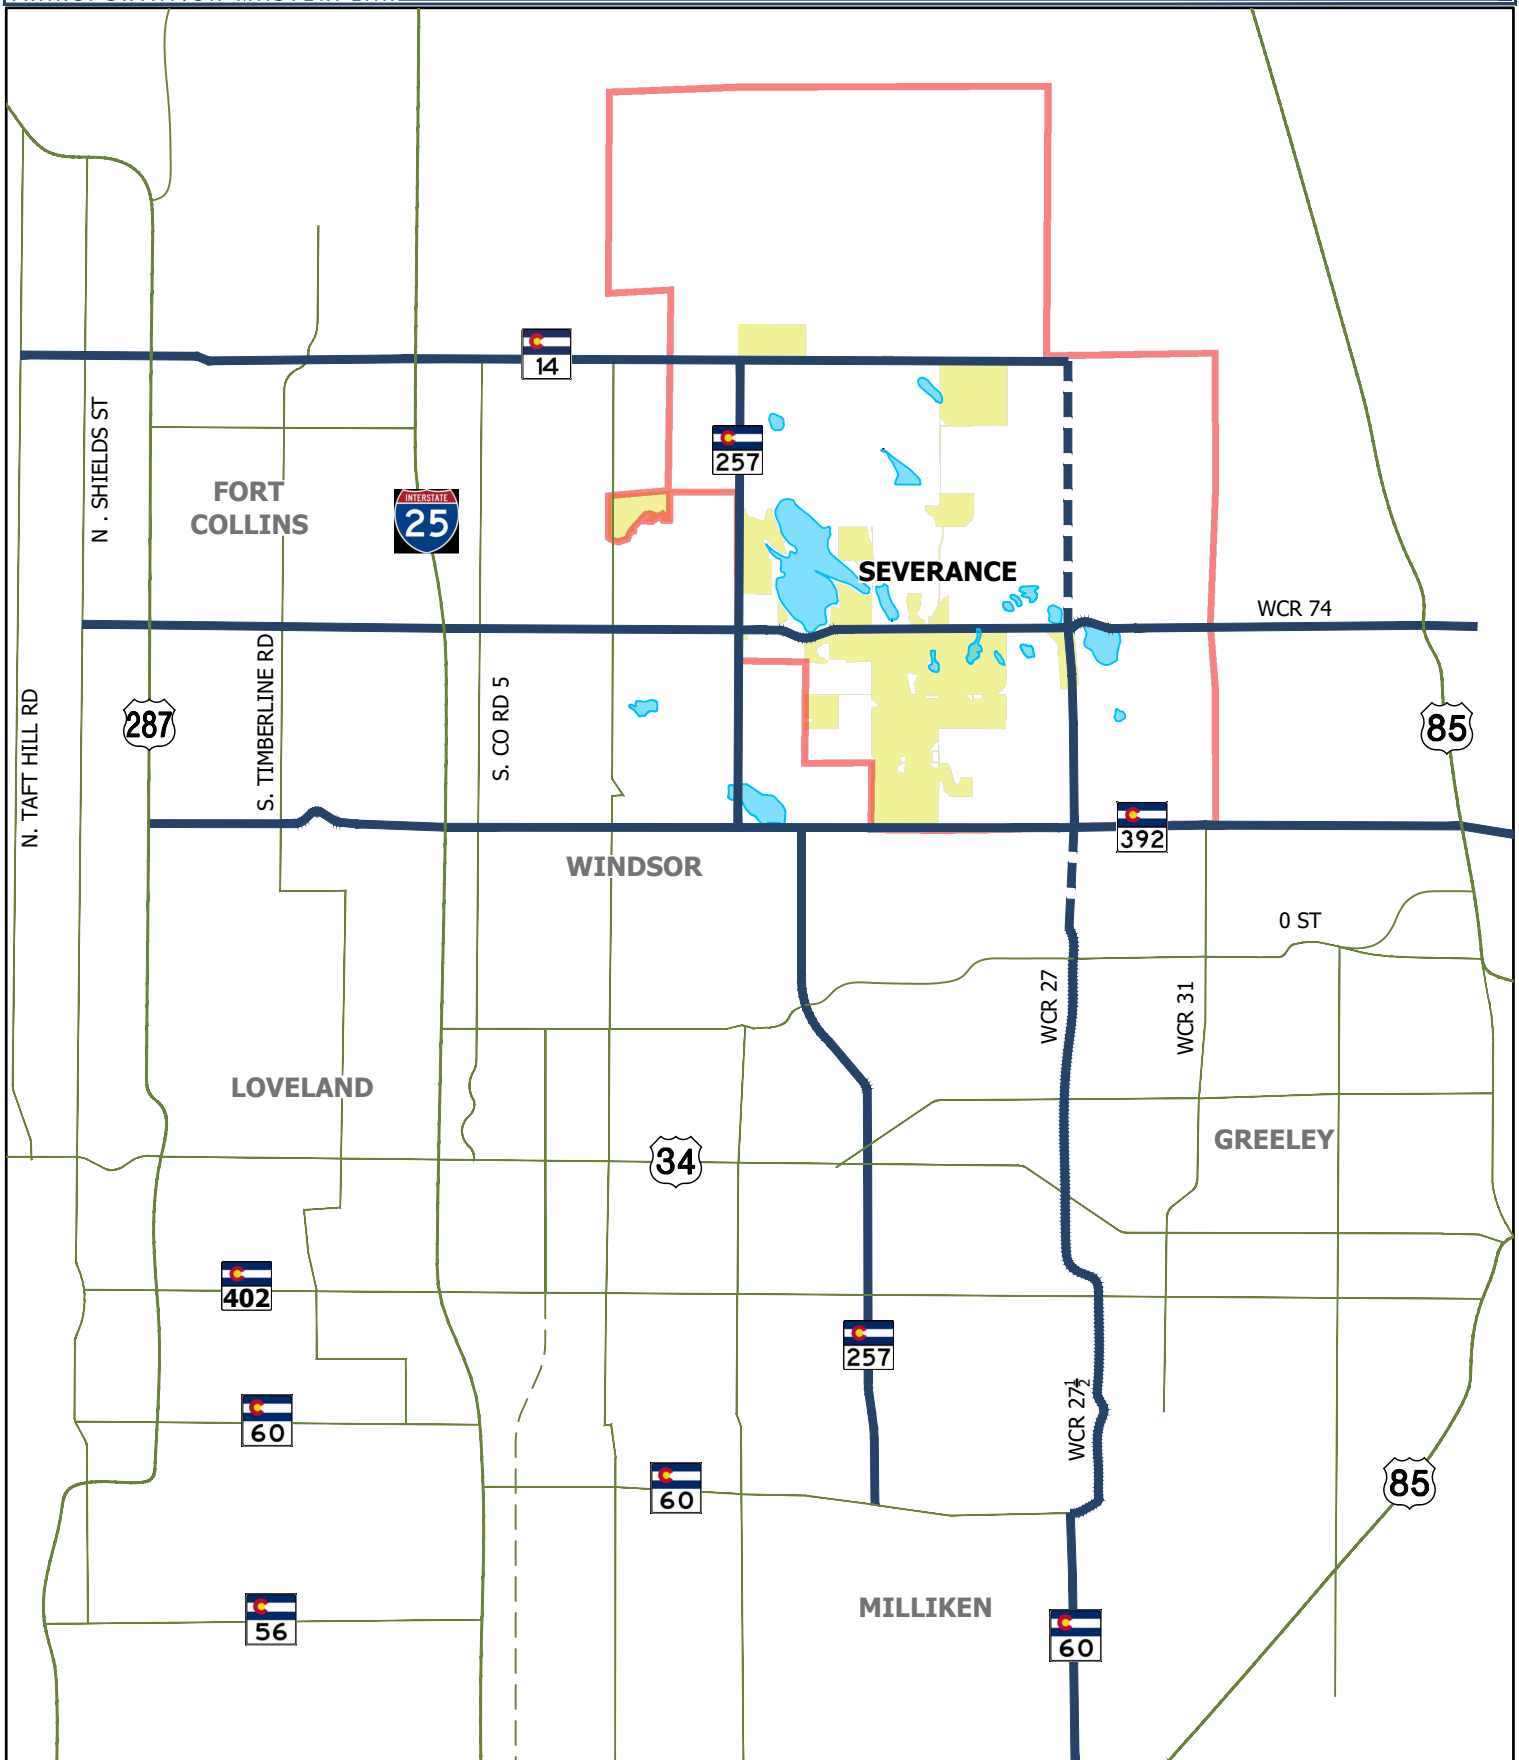 14
N . SHIELDS ST
257
FORT
COLLINS
INTERSTATE
25
SEVERANCE
WCR 74
S. TIMBERLINE RD
S. CO RD 5
N. TAFT HILL RD
287
85
392
WINDSOR
0 ST
WCR 27
WCR 31
LOVELAND
GREELEY
34
402
257
WCR 27½
60
60
85
MILLIKEN
56
60